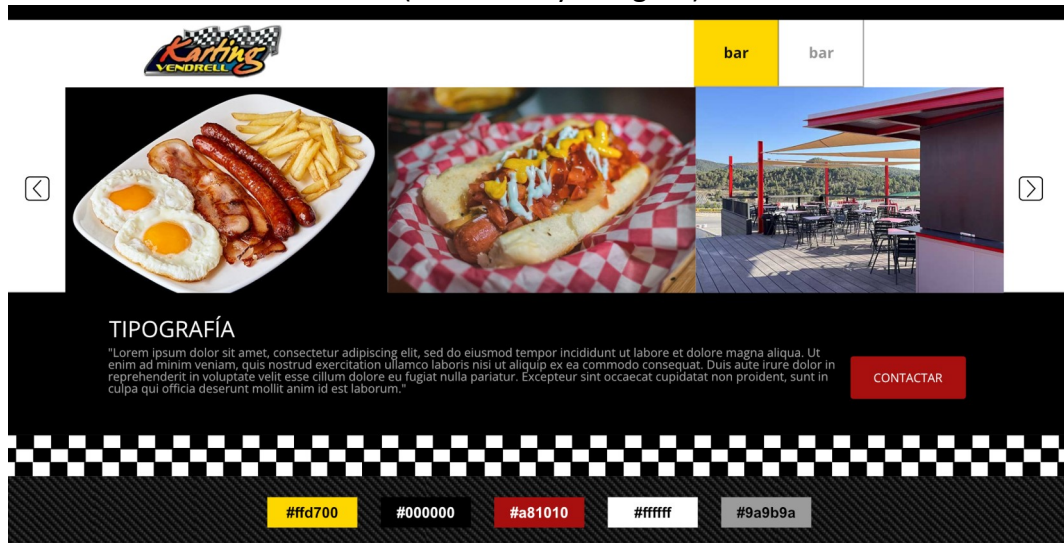 Karting
VENDRELL
bar
bar
TIPOGRAFÍA
"Lorem ipsum dolor sit amet, consectetur adipiscing elit, sed do eiusmod tempor incididunt ut labore et dolore magna aliqua. Ut
enim ad minim veniam, quis nostrud exercitation ullamco laboris nisi ut aliquip ex ea commodo consequat. Duis aute irure dolor in
reprehenderit in voluptate velit esse cillum dolore eu fugiat nulla pariatur. Excepteur sint occaecat cupidatat non proident, sunt in
culpa qui officia deserunt mollit anim id est laborum."
CONTACTAR
#ffd700
#000000
#a81010
#ffffff
#9a9b9a